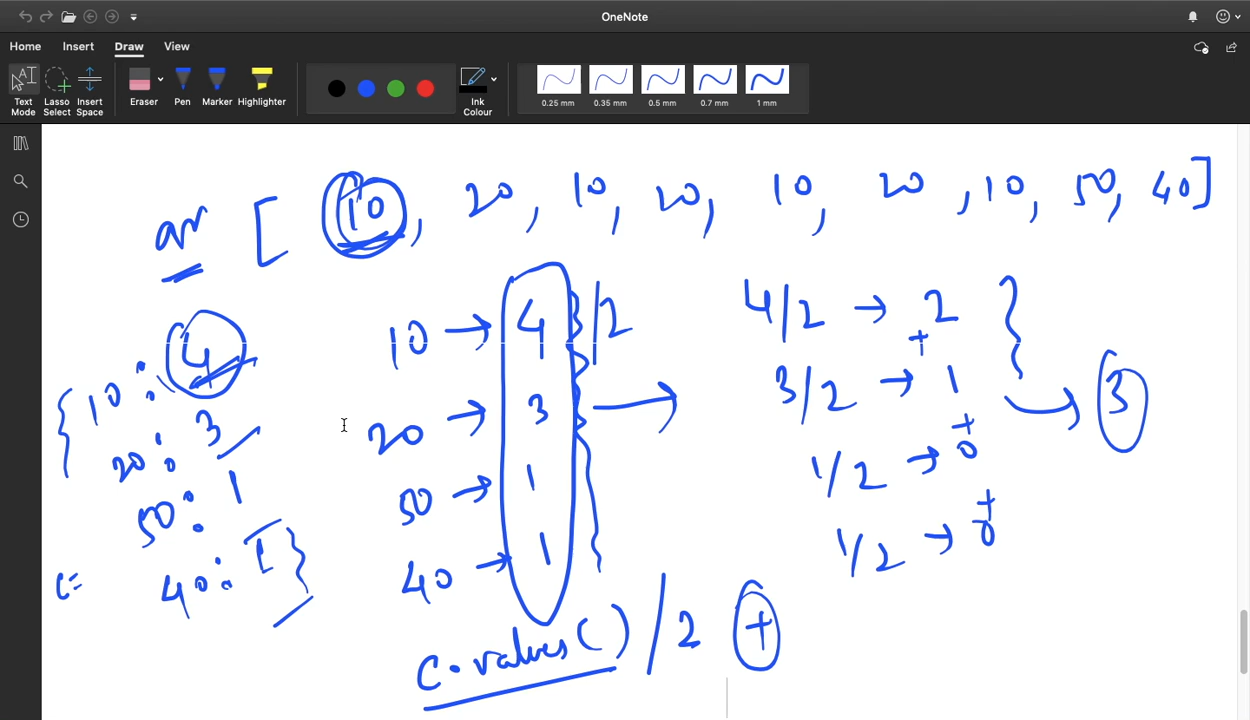 OneNote
Home Insert Draw View
Text Mode Lasso Select Insert Space Eraser Pen Marker Highlighter Ink Colour 0.25 mm 0.35 mm 0.5 mm 0.7 mm 1 mm
ar [ 10, 20, 10, 20, 10, 20, 10, 50, 40]
10 → 4 } /2 4/2 → 2 }
+
{ 10 : 4 20 → 3 → 3/2 → 1 → 3
+
20 : 3 50 → 1 1/2 → 0
+
50 : 1 40 → 1 1/2 → 0
c = 40 : 1 }
c.values() / 2 +